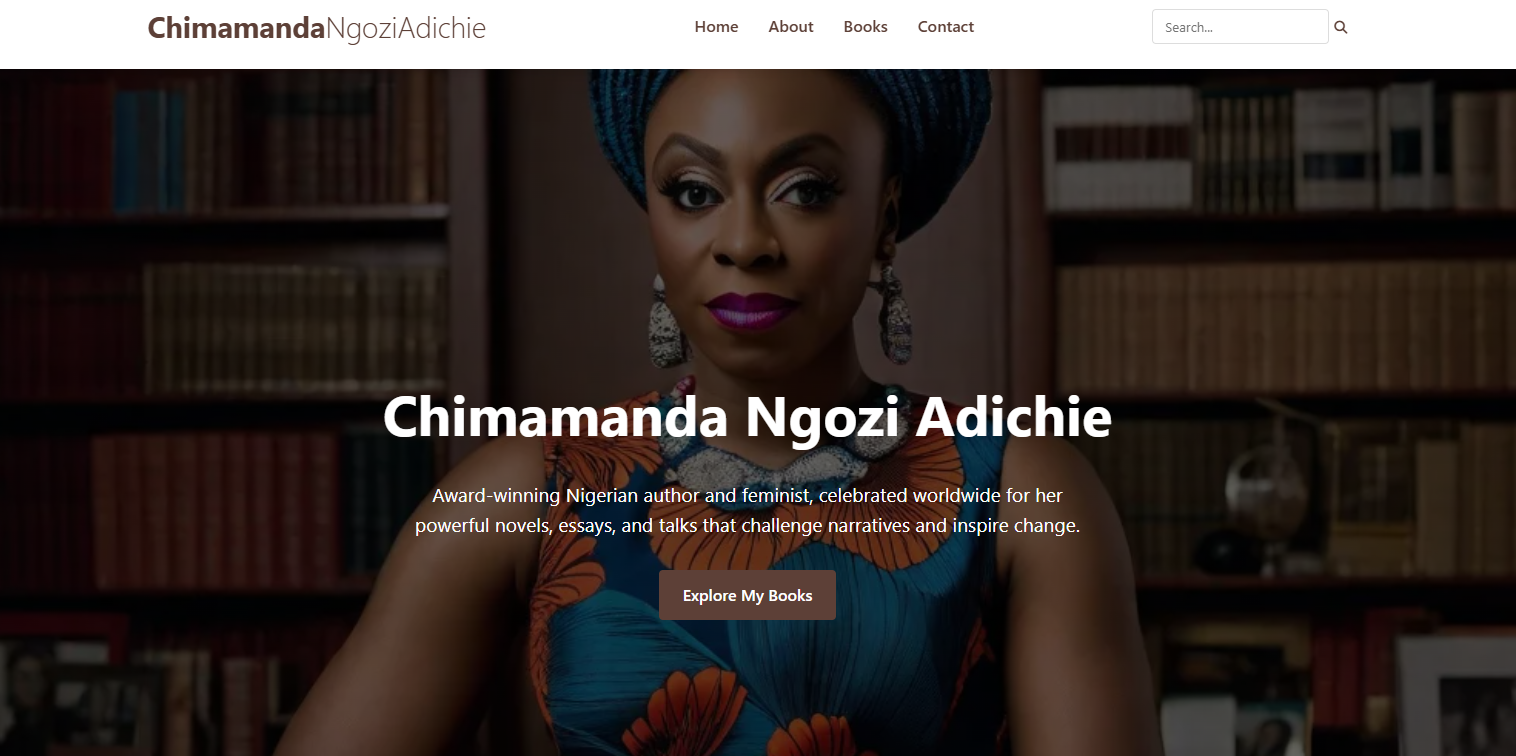 ChimamandaNgoziAdichie
Home About Books Contact
Search...
Chimamanda Ngozi Adichie
Award-winning Nigerian author and feminist, celebrated worldwide for her
powerful novels, essays, and talks that challenge narratives and inspire change.
Explore My Books